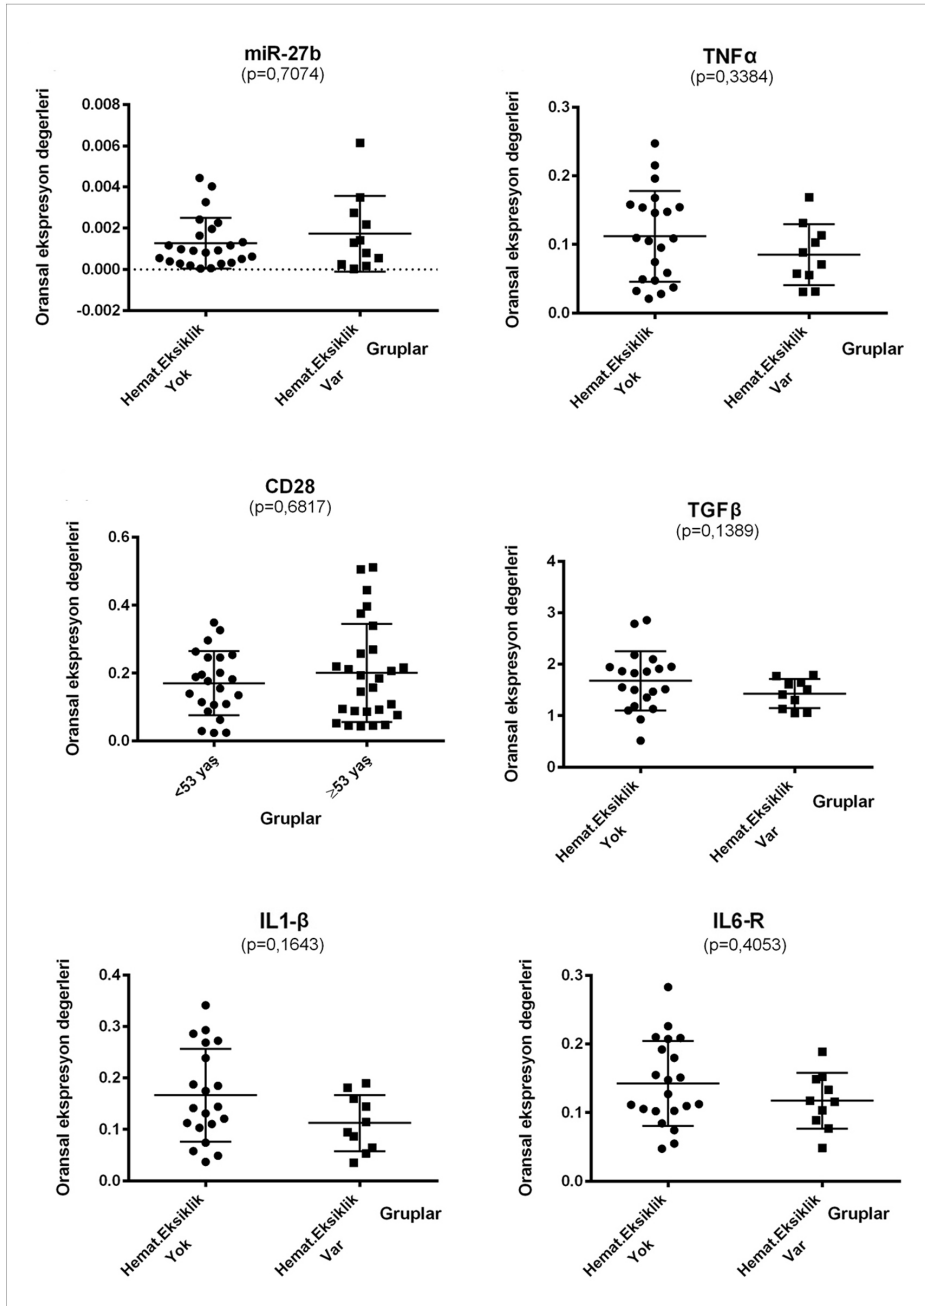 miR-27b
(p=0,7074)
Oransal ekspresyon degerleri
0.008
0.006
0.004
0.002
0.000
-0.002
Hemat.Eksiklik
Yok
Hemat.Eksiklik
Var
Gruplar
TNFα
(p=0,3384)
Oransal ekspresyon degerleri
0.3
0.2
0.1
0.0
Hemat.Eksiklik
Yok
Hemat.Eksiklik
Var
Gruplar
CD28
(p=0,6817)
Oransal ekspresyon degerleri
0.6
0.4
0.2
0.0
<53 yaş
≥53 yaş
Gruplar
TGFβ
(p=0,1389)
Oransal ekspresyon degerleri
4
3
2
1
0
Hemat.Eksiklik
Yok
Hemat.Eksiklik
Var
Gruplar
IL1-β
(p=0,1643)
Oransal ekspresyon degerleri
0.4
0.3
0.2
0.1
0.0
Hemat.Eksiklik
Yok
Hemat.Eksiklik
Var
Gruplar
IL6-R
(p=0,4053)
Oransal ekspresyon degerleri
0.3
0.2
0.1
0.0
Hemat.Eksiklik
Yok
Hemat.Eksiklik
Var
Gruplar